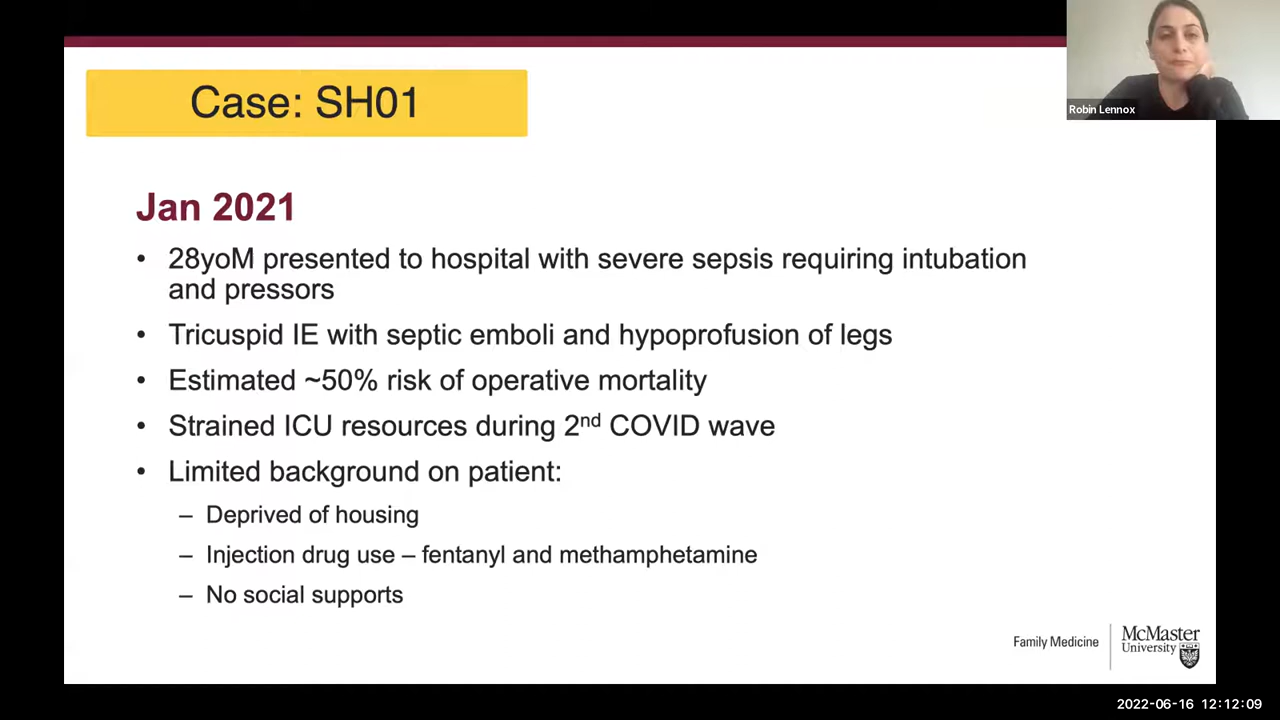 Case: SH01
Robin Lennox
Jan 2021
• 28yoM presented to hospital with severe sepsis requiring intubation
and pressors
• Tricuspid IE with septic emboli and hypoprofusion of legs
• Estimated ~50% risk of operative mortality
• Strained ICU resources during 2nd COVID wave
• Limited background on patient:
– Deprived of housing
– Injection drug use – fentanyl and methamphetamine
– No social supports
Family Medicine
McMaster
University
2022-06-16 12:12:09